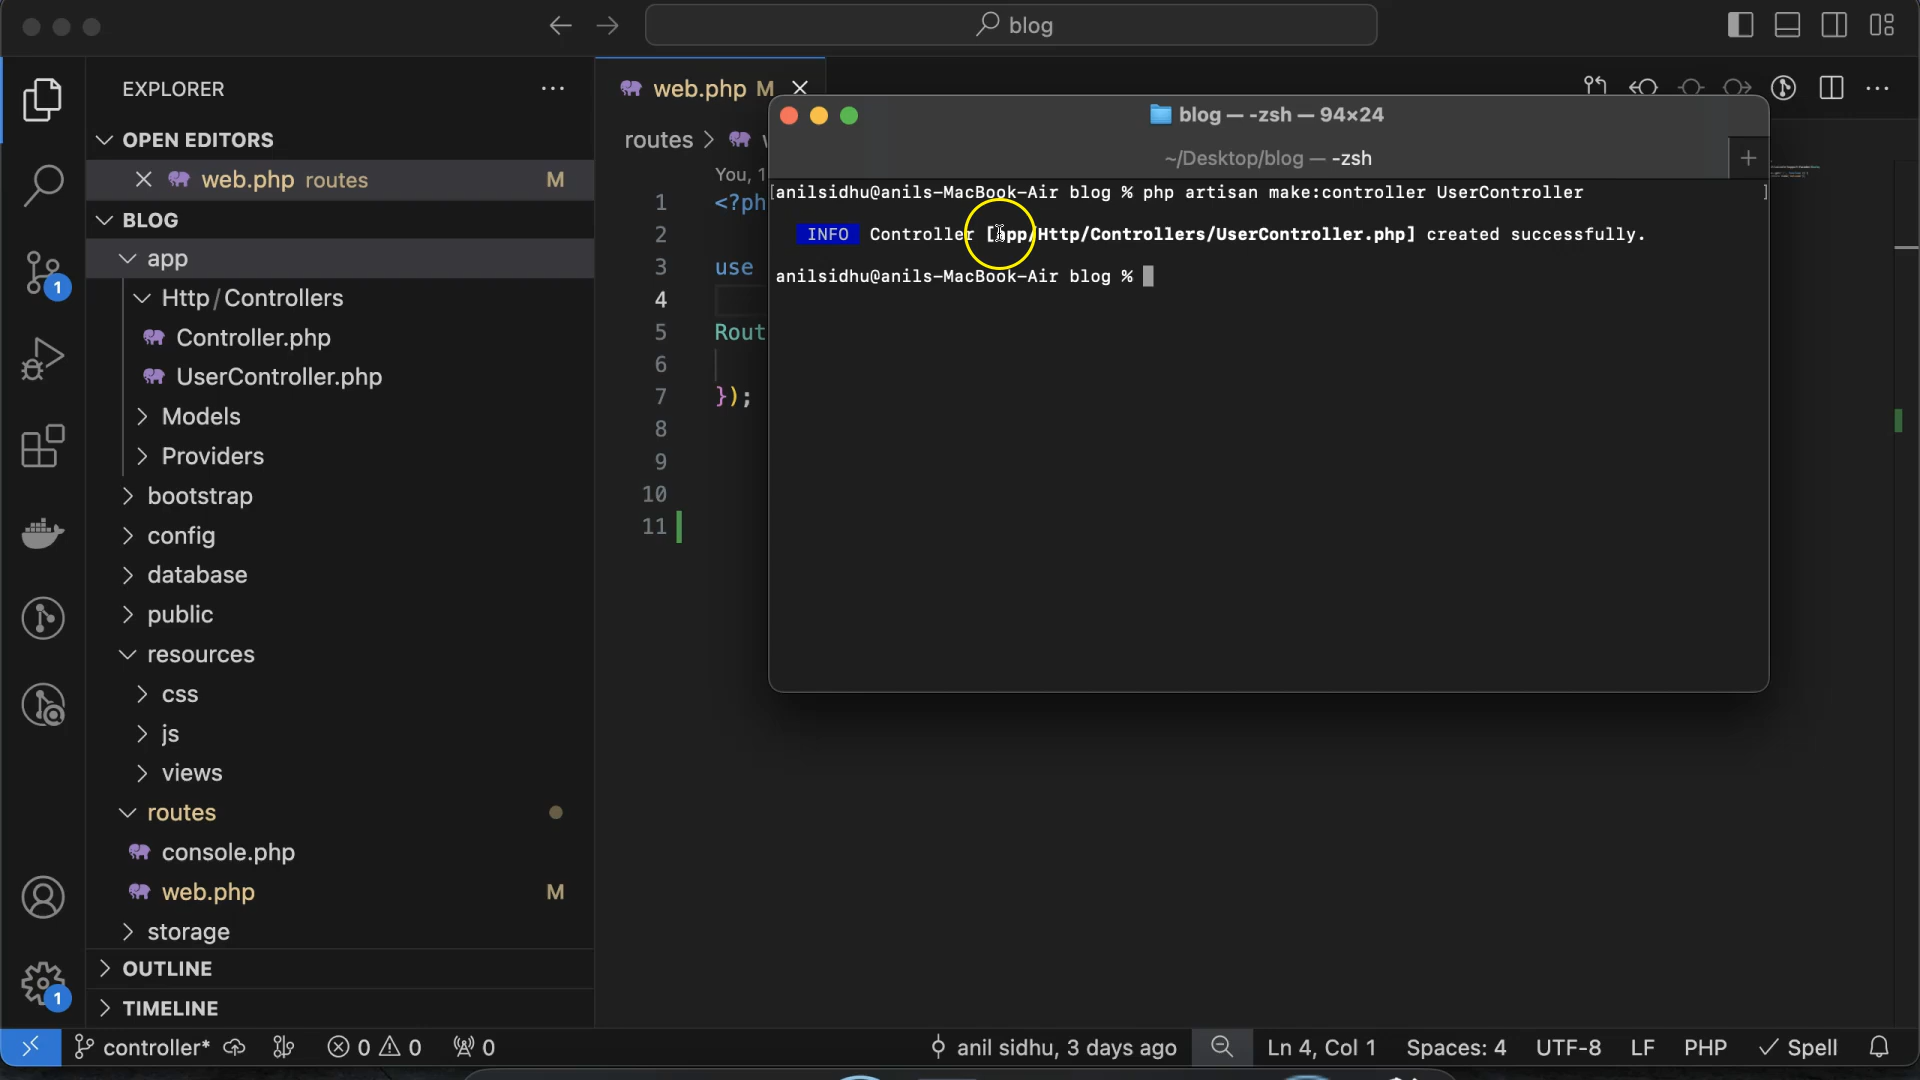 blog
EXPLORER
OPEN EDITORS
web.php routes M
BLOG
app
Http/Controllers
Controller.php
UserController.php
Models
Providers
bootstrap
config
database
public
resources
css
js
views
routes
console.php
web.php M
storage
OUTLINE
TIMELINE
1
1
web.php M
routes >
You, 1
1 <?ph
2
3 use
4
5 Rout
6
7 });
8
9
10
11
blog — -zsh — 94×24
~/Desktop/blog — -zsh
[anilsidhu@anils-MacBook-Air blog % php artisan make:controller UserController ]
INFO Controller [app/Http/Controllers/UserController.php] created successfully.
anilsidhu@anils-MacBook-Air blog %
controller* 0 0 0 anil sidhu, 3 days ago Ln 4, Col 1 Spaces: 4 UTF-8 LF PHP Spell